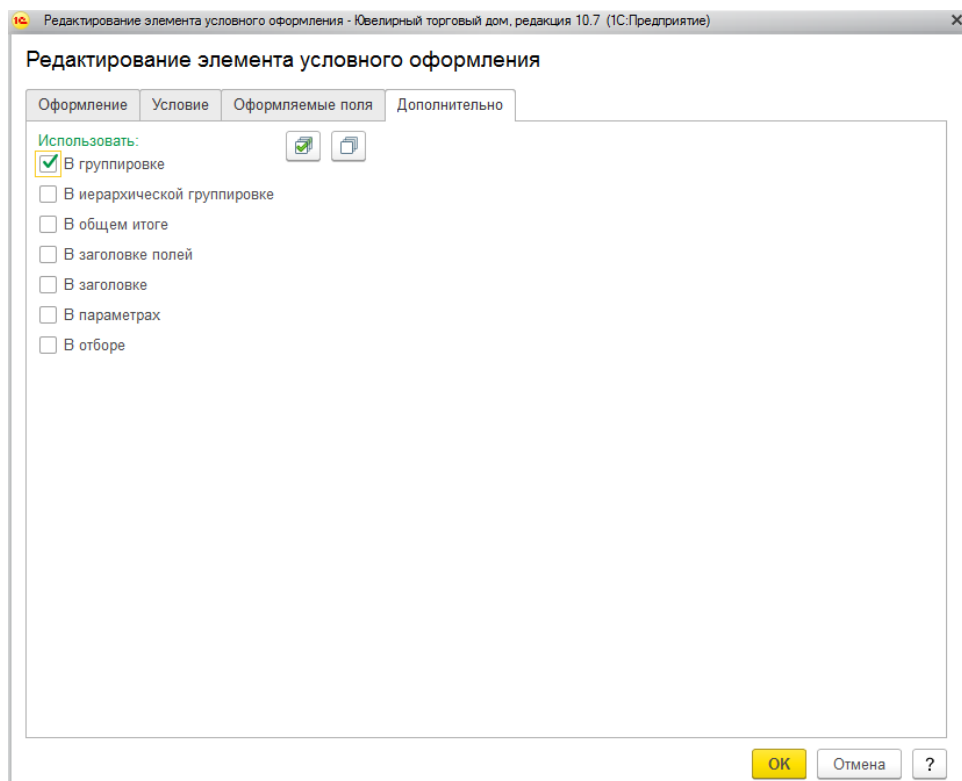 1С Редактирование элемента условного оформления - Ювелирный торговый дом, редакция 10.7 (1С:Предприятие)
Редактирование элемента условного оформления
Оформление Условие Оформляемые поля Дополнительно
Использовать:
В группировке
В иерархической группировке
В общем итоге
В заголовке полей
В заголовке
В параметрах
В отборе
ОК Отмена ?